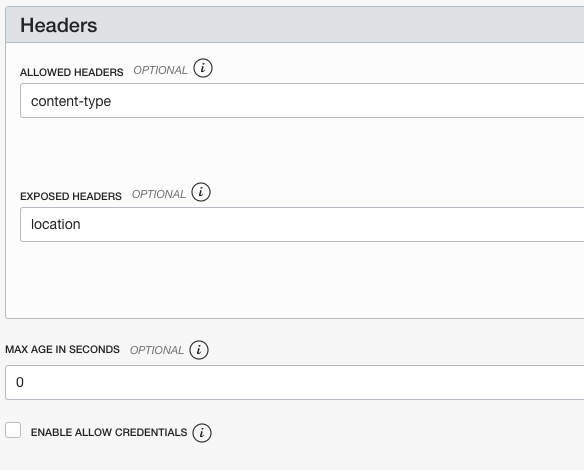 Headers
ALLOWED HEADERS OPTIONAL i
content-type
EXPOSED HEADERS OPTIONAL i
location
MAX AGE IN SECONDS OPTIONAL i
0
ENABLE ALLOW CREDENTIALS i